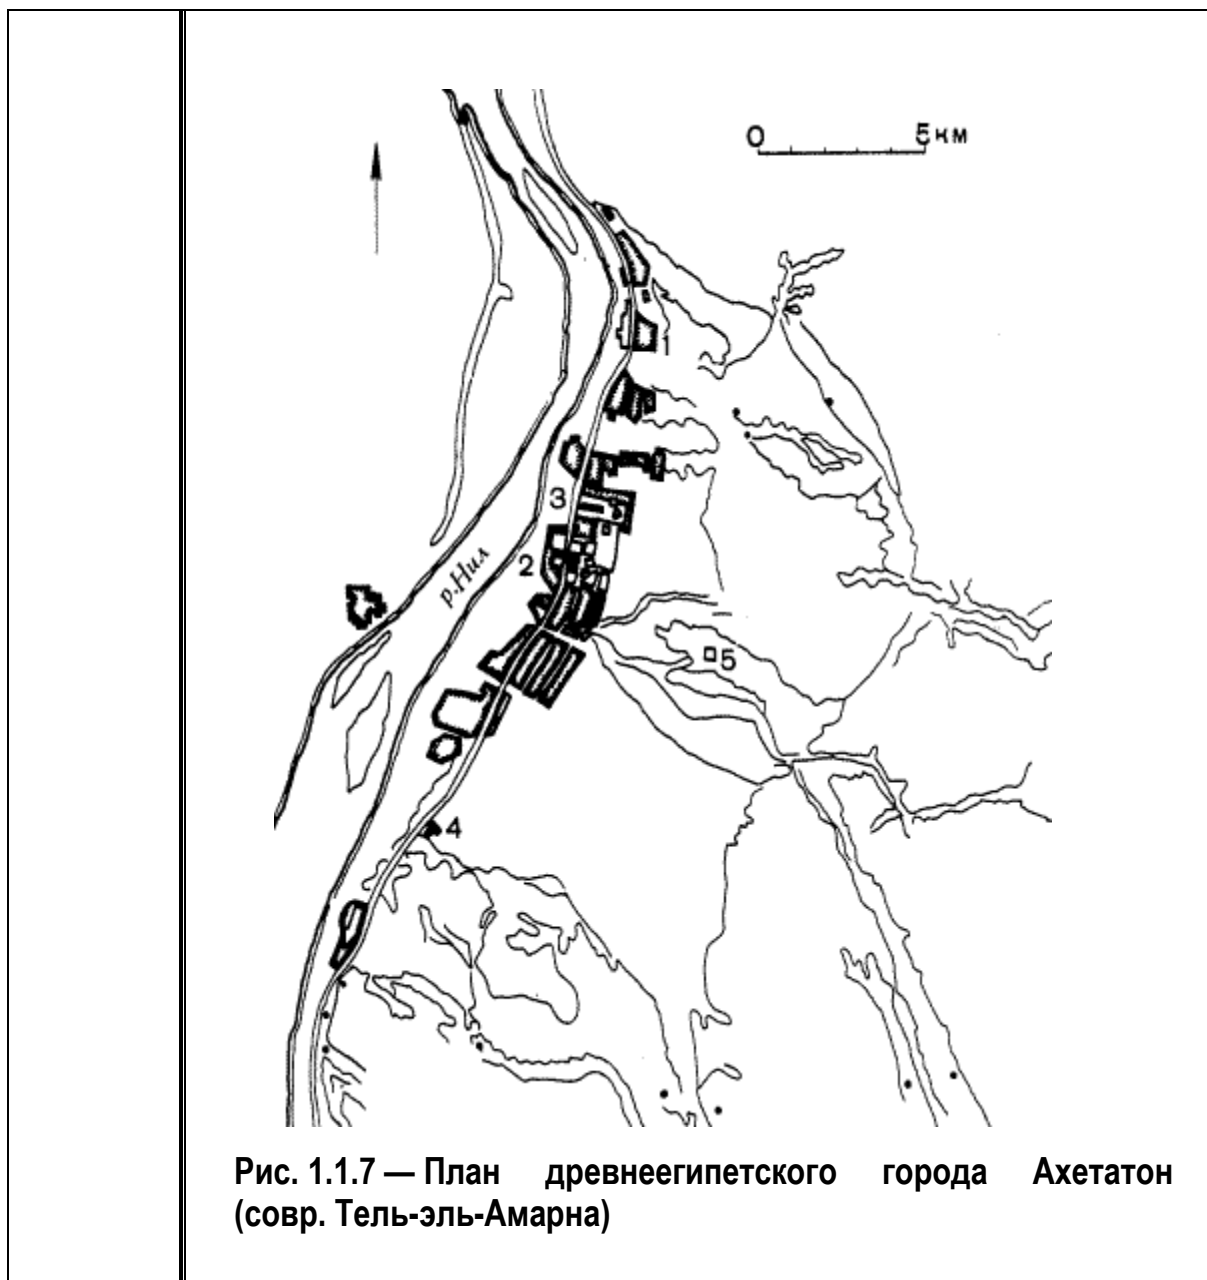 0 5 км
1
3
2
р. Нил
5
4
Рис. 1.1.7 — План древнеегипетского города Ахетатон
(совр. Тель-эль-Амарна)